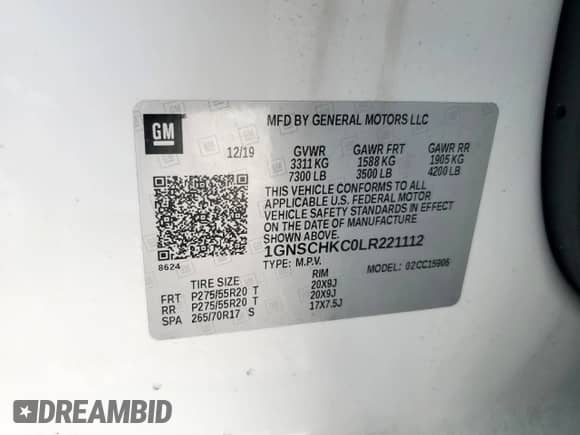 GM
MFD BY GENERAL MOTORS LLC
12/19 GVWR GAWR FRT GAWR RR
3311 KG 1588 KG 1905 KG
7300 LB 3500 LB 4200 LB
THIS VEHICLE CONFORMS TO ALL
APPLICABLE U.S. FEDERAL MOTOR
VEHICLE SAFETY STANDARDS IN EFFECT
ON THE DATE OF MANUFACTURE SHOWN ABOVE.
1GNSCHKC0LR221112
8624
TYPE: M.P.V. MODEL: 02CC15906
TIRE SIZE RIM
FRT P275/55R20 T 20X9J
RR P275/55R20 T 20X9J
SPA 265/70R17 S 17X7.5J
DREAMBID